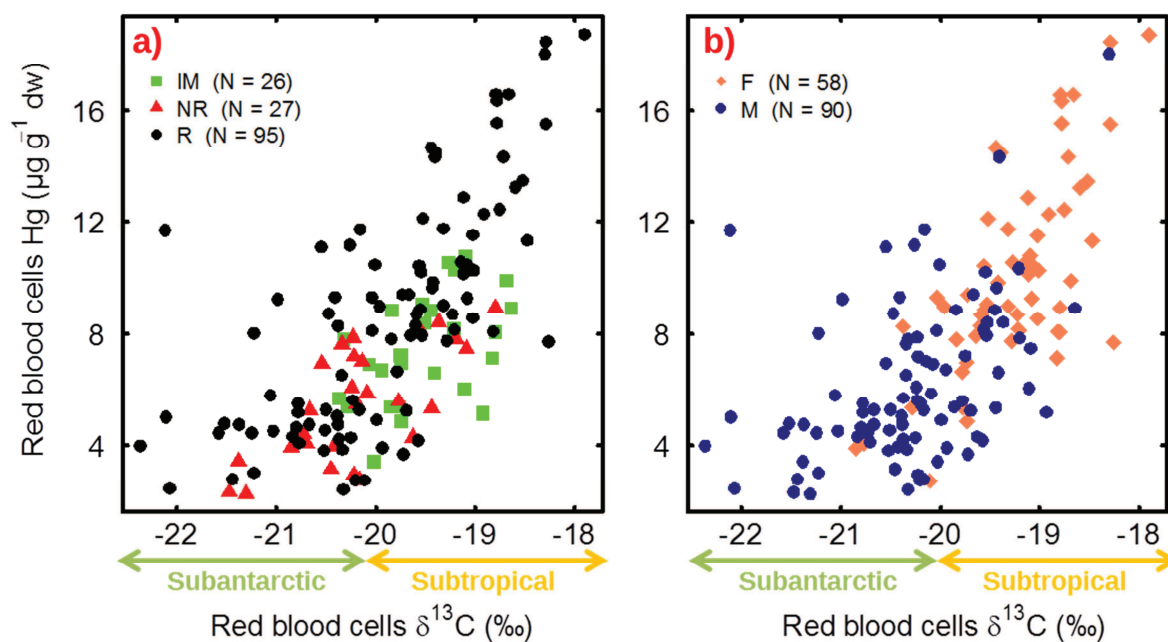 Red blood cells Hg (µg g⁻¹ dw)
16
12
8
4
a)
IM (N = 26)
NR (N = 27)
R (N = 95)
-22 -21 -20 -19 -18
Subantarctic Subtropical
Red blood cells δ¹³C (‰)
16
12
8
4
b)
F (N = 58)
M (N = 90)
-22 -21 -20 -19 -18
Subantarctic Subtropical
Red blood cells δ¹³C (‰)